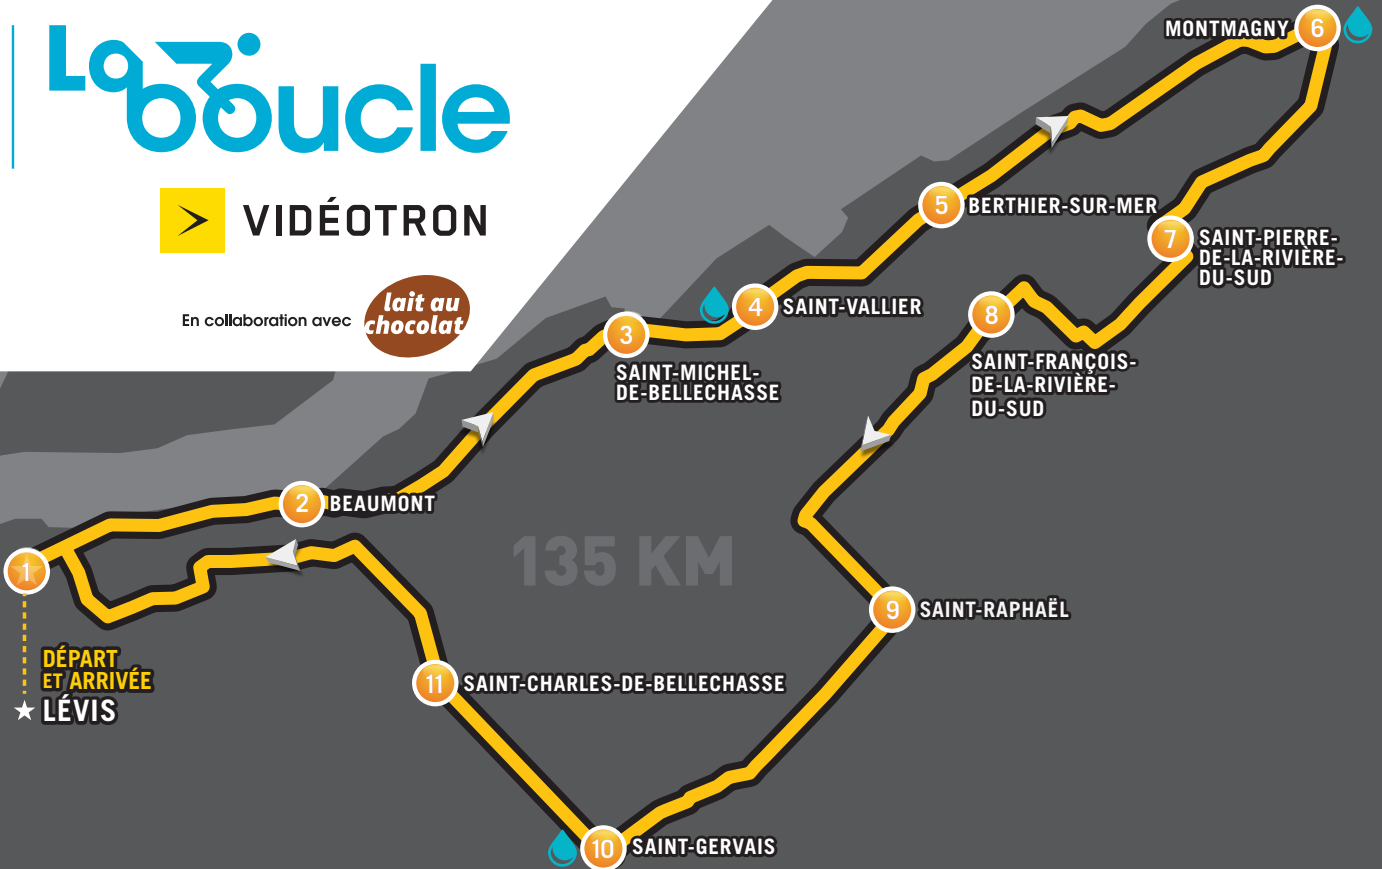 La
boucle
VIDÉOTRON
En collaboration avec
lait au
chocolat
MONTMAGNY 6
5 BERTHIER-SUR-MER
7 SAINT-PIERRE-
DE-LA-RIVIÈRE-
DU-SUD
4 SAINT-VALLIER
8
SAINT-FRANÇOIS-
DE-LA-RIVIÈRE-
DU-SUD
3
SAINT-MICHEL-
DE-BELLECHASSE
2 BEAUMONT
135 KM
1
DÉPART
ET ARRIVÉE
LÉVIS
9 SAINT-RAPHAËL
11 SAINT-CHARLES-DE-BELLECHASSE
10 SAINT-GERVAIS